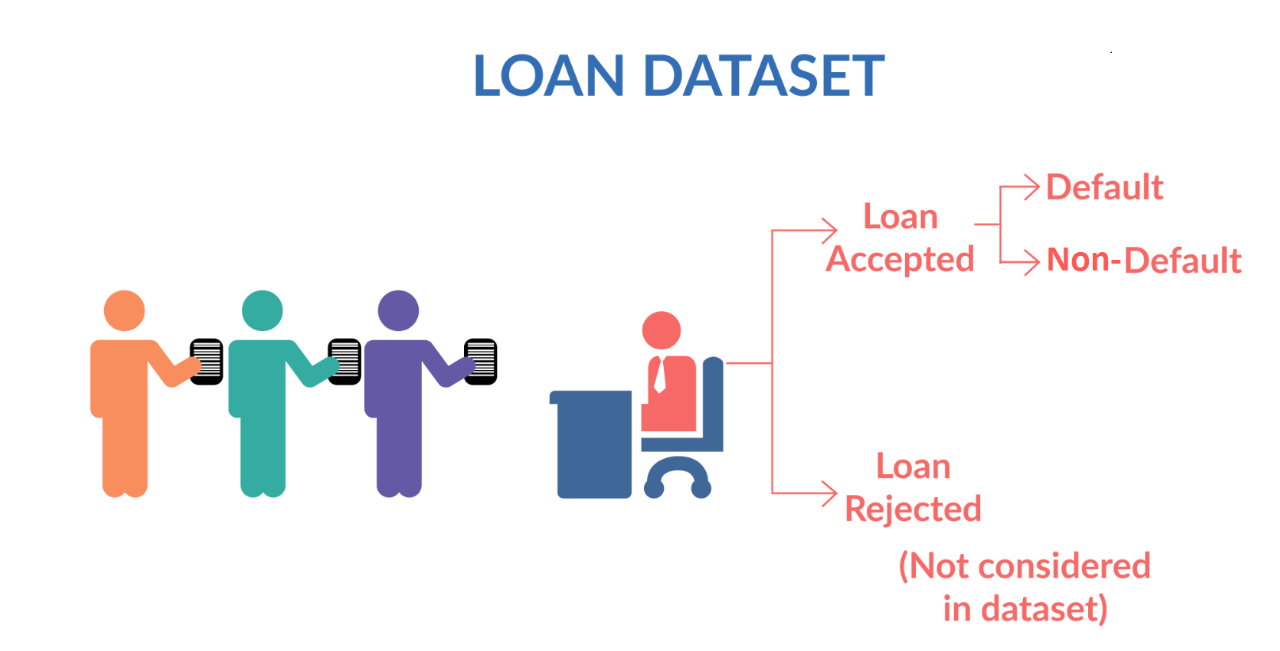 LOAN DATASET
Default
Loan
Accepted
Non-Default
Loan
Rejected
(Not considered
in dataset)